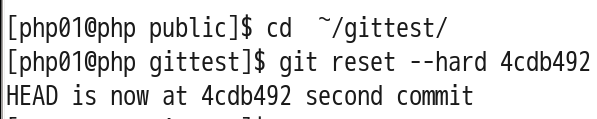 [php01@php public]$ cd  ~/gittest/
[php01@php gittest]$ git reset --hard 4cdb492
HEAD is now at 4cdb492 second commit